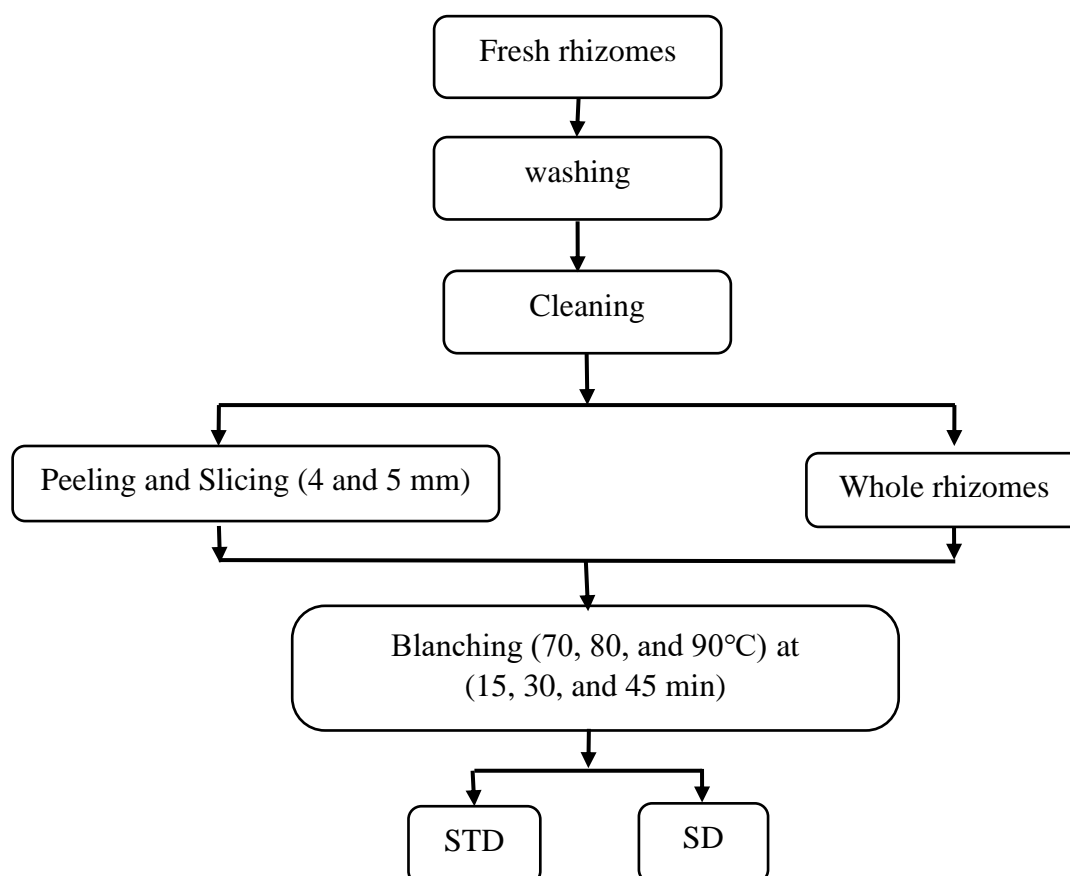 Fresh rhizomes
washing
Cleaning
Peeling and Slicing (4 and 5 mm)
Whole rhizomes
Blanching (70, 80, and 90℃) at
(15, 30, and 45 min)
STD
SD